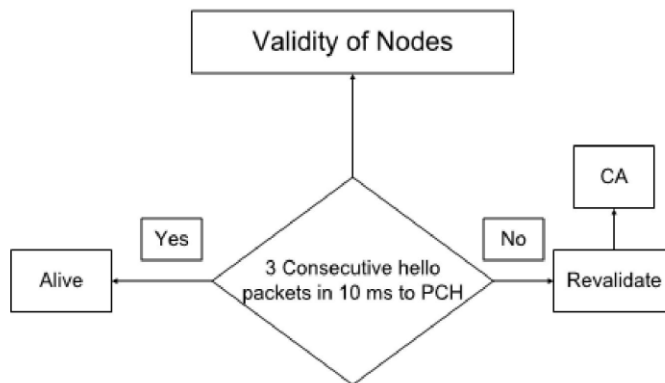 Validity of Nodes
CA
Yes
No
Alive
3 Consecutive hello
packets in 10 ms to PCH
Revalidate